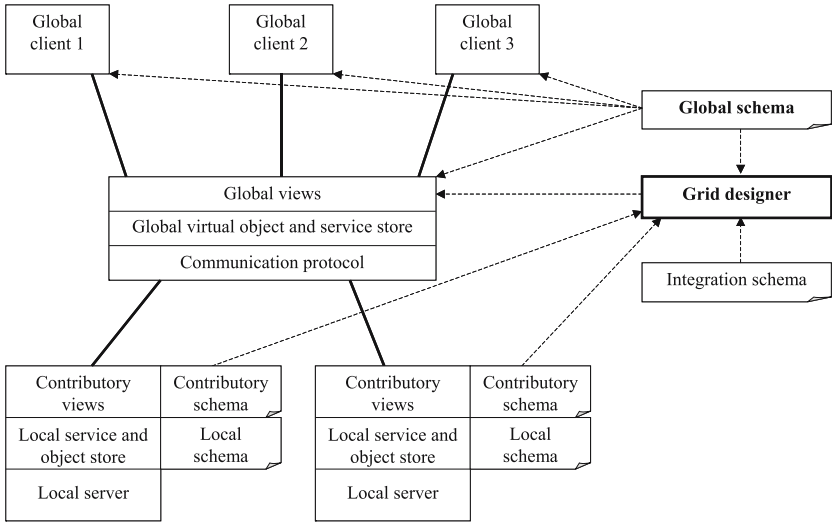 Global
client 1
Global
client 2
Global
client 3
Global schema
Global views
Grid designer
Global virtual object and service store
Communication protocol
Integration schema
Contributory
views
Contributory
schema
Local service and
object store
Local
schema
Local server
Contributory
views
Contributory
schema
Local service and
object store
Local
schema
Local server